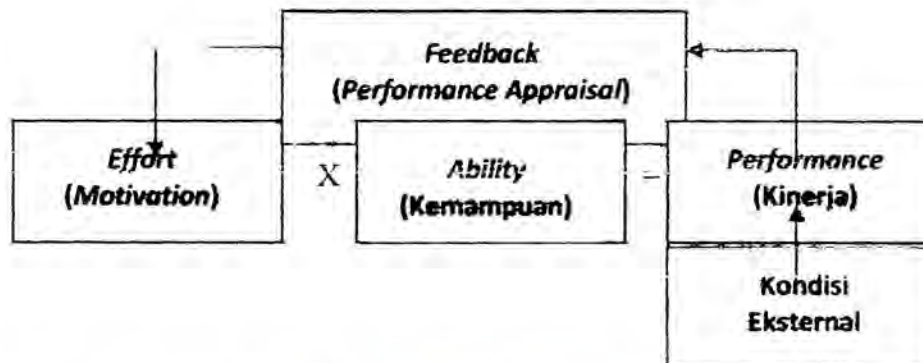 Feedback
(Performance Appraisal)
Effort
(Motivation)
X
Ability
(Kemampuan)
=
Performance
(Kinerja)
Kondisi
Eksternal